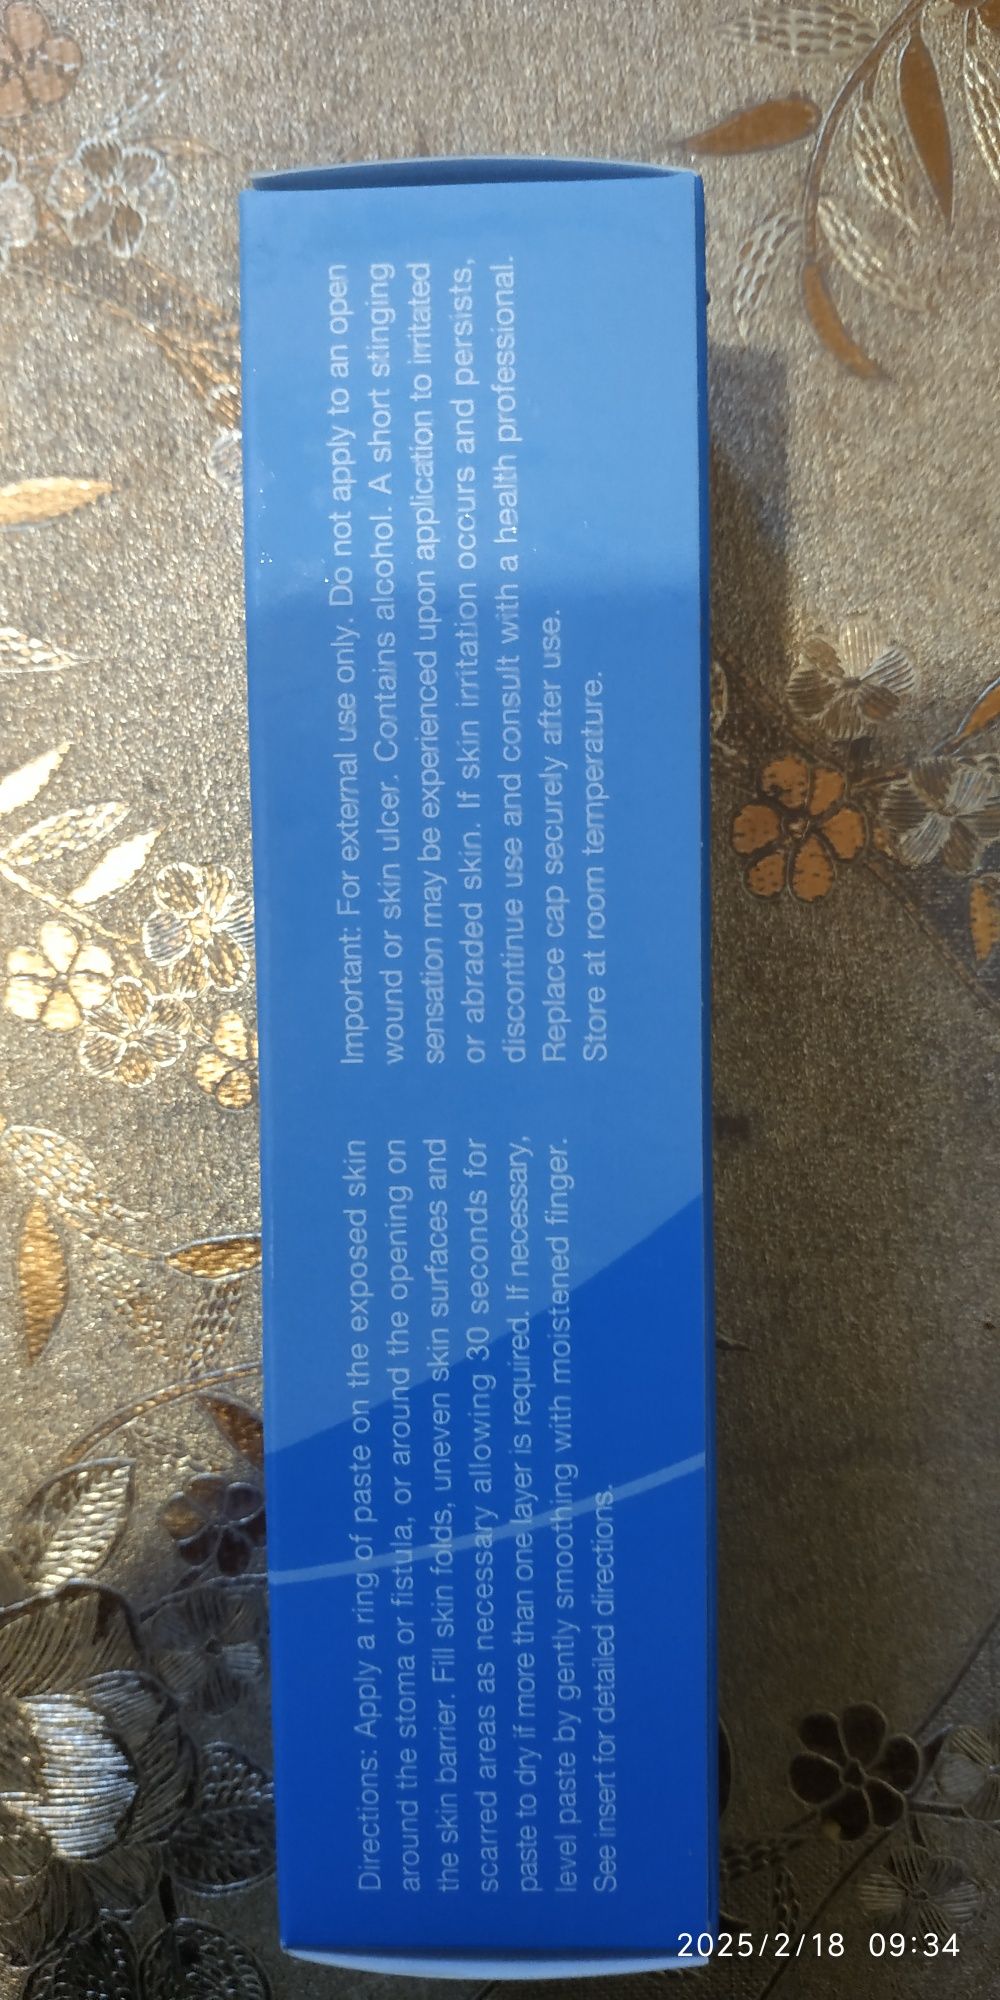 Directions: Apply a ring of paste on the exposed skin
around the stoma or fistula, or around the opening on
the skin barrier. Fill skin folds, uneven skin surfaces and
scarred areas as necessary allowing 30 seconds for
paste to dry if more than one layer is required. If necessary,
level paste by gently smoothing with moistened finger.
See insert for detailed directions.
Important: For external use only. Do not apply to an open
wound or skin ulcer. Contains alcohol. A short stinging
sensation may be experienced upon application to irritated
or abraded skin. If skin irritation occurs and persists,
discontinue use and consult with a health professional.
Replace cap securely after use.
Store at room temperature.
2025/2/18 09:34